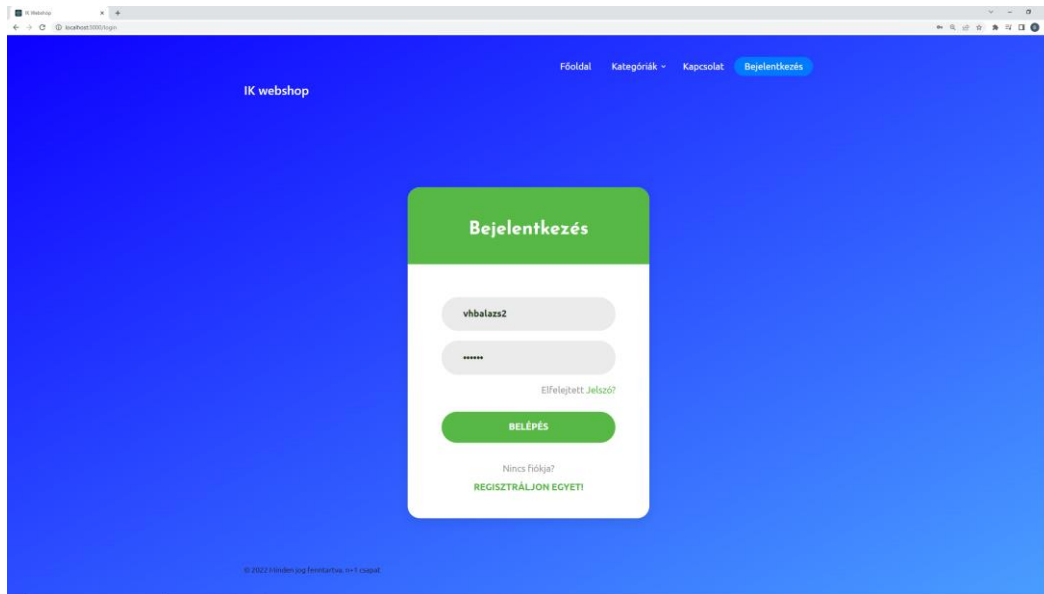 IK Webshop
localhost:5000/login
Főoldal Kategóriák Kapcsolat Bejelentkezés
IK webshop
Bejelentkezés
vhbalazs2
••••••
Elfelejtett Jelszó?
BELÉPÉS
Nincs fiókja?
REGISZTRÁLJON EGYET!
© 2022 Minden jog fenntartva, n+1 csapat